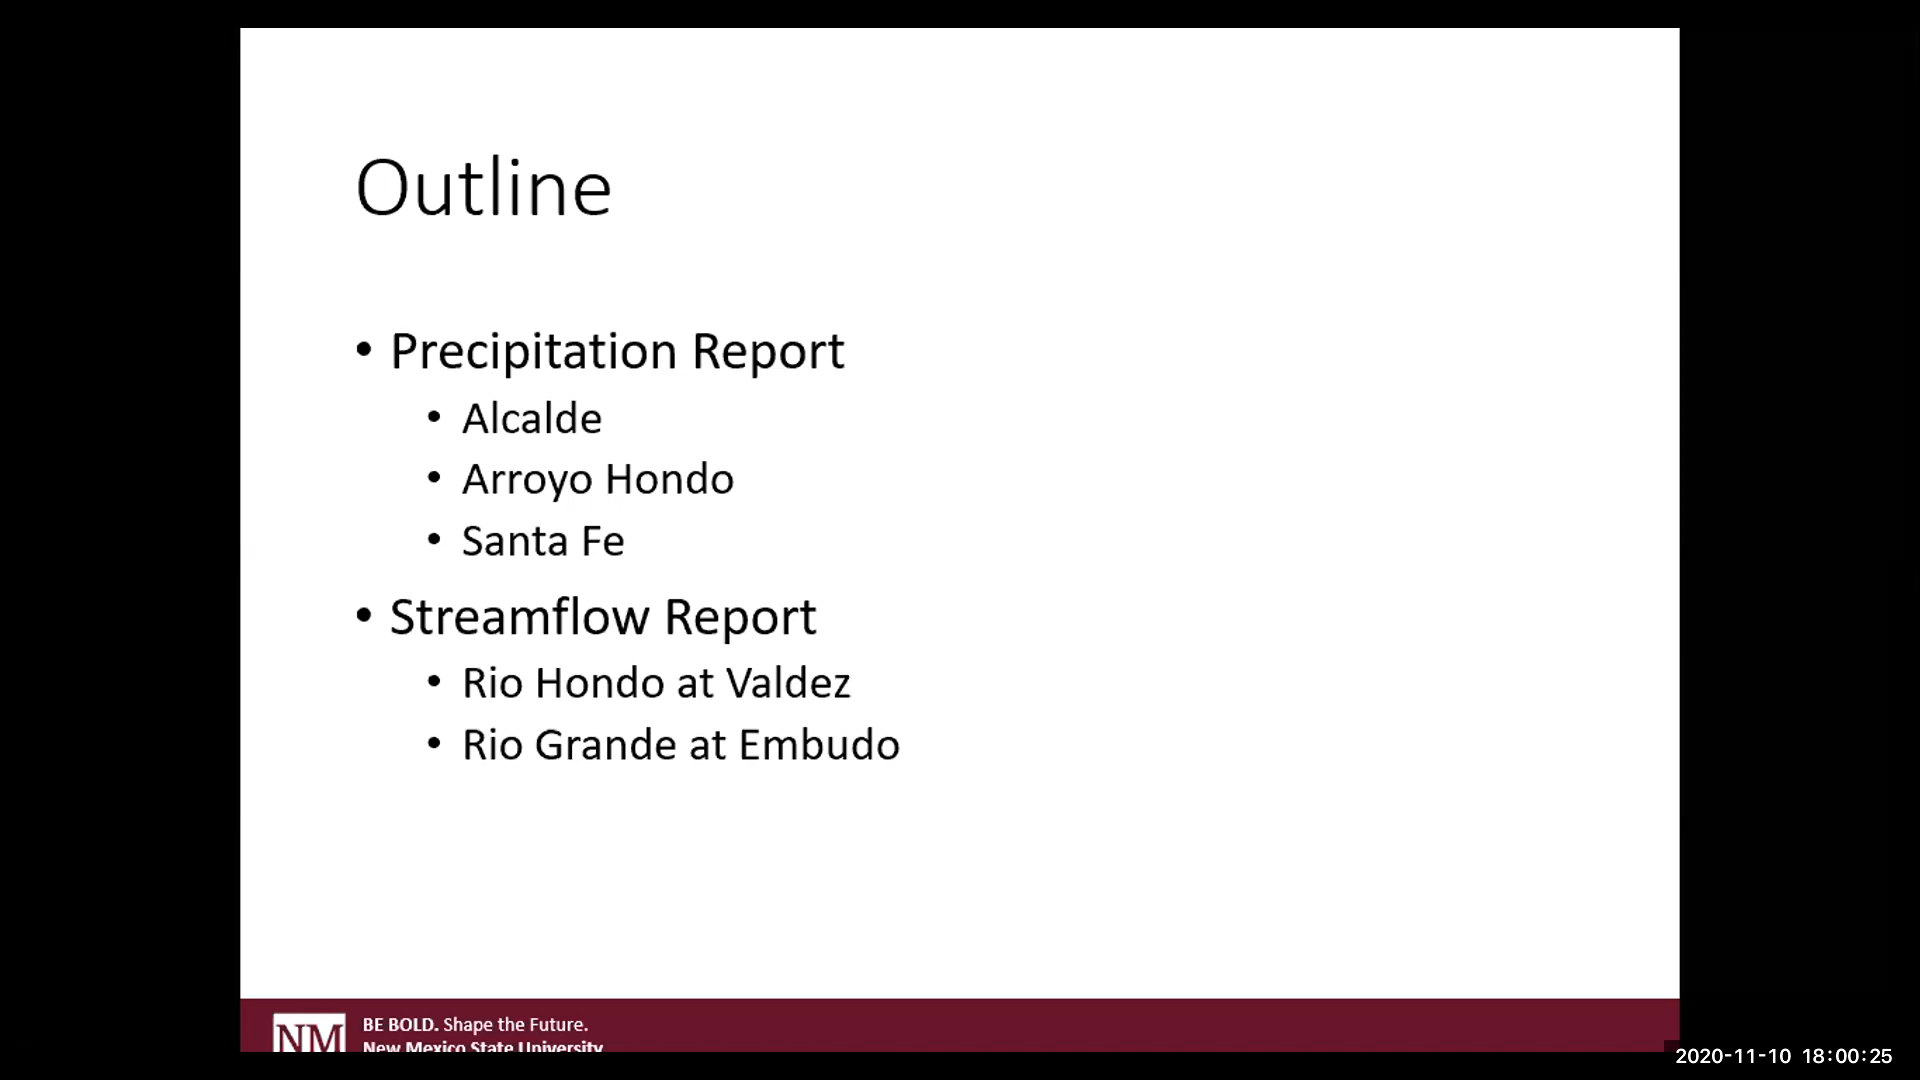 Outline
• Precipitation Report
• Alcalde
• Arroyo Hondo
• Santa Fe
• Streamflow Report
• Rio Hondo at Valdez
• Rio Grande at Embudo
NM
BE BOLD. Shape the Future.
New Mexico State University
2020-11-10 18:00:25